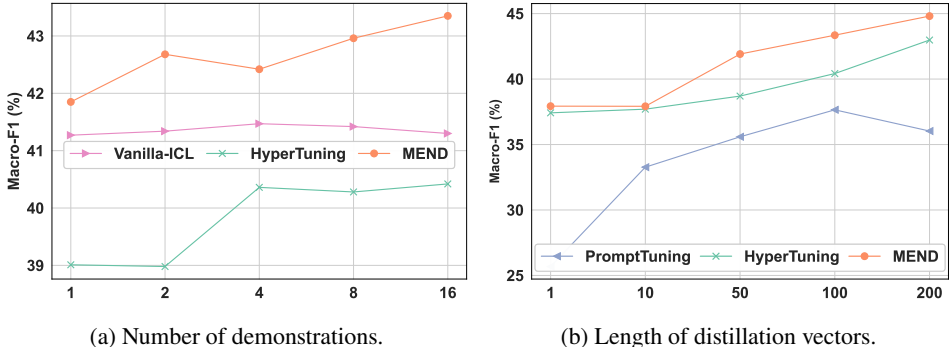 Macro-F1 (%)
43
42
41
40
39
Vanilla-ICL HyperTuning MEND
1 2 4 8 16
(a) Number of demonstrations.
Macro-F1 (%)
45
40
35
30
25
PromptTuning HyperTuning MEND
1 10 50 100 200
(b) Length of distillation vectors.